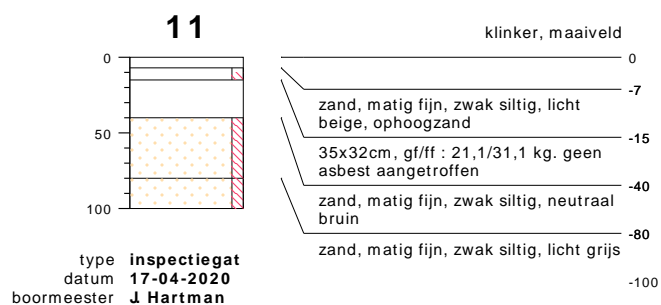 11
klinker, maaiveld
0
0
-7
zand, matig fijn, zwak siltig, licht
beige, ophoogzand
-15
35x32cm, gf/ff : 21,1/31,1 kg. geen
asbest aangetroffen
50
-40
zand, matig fijn, zwak siltig, neutraal
bruin
-80
zand, matig fijn, zwak siltig, licht grijs
100
-100
type inspectiegat
datum 17-04-2020
boormeester J. Hartman